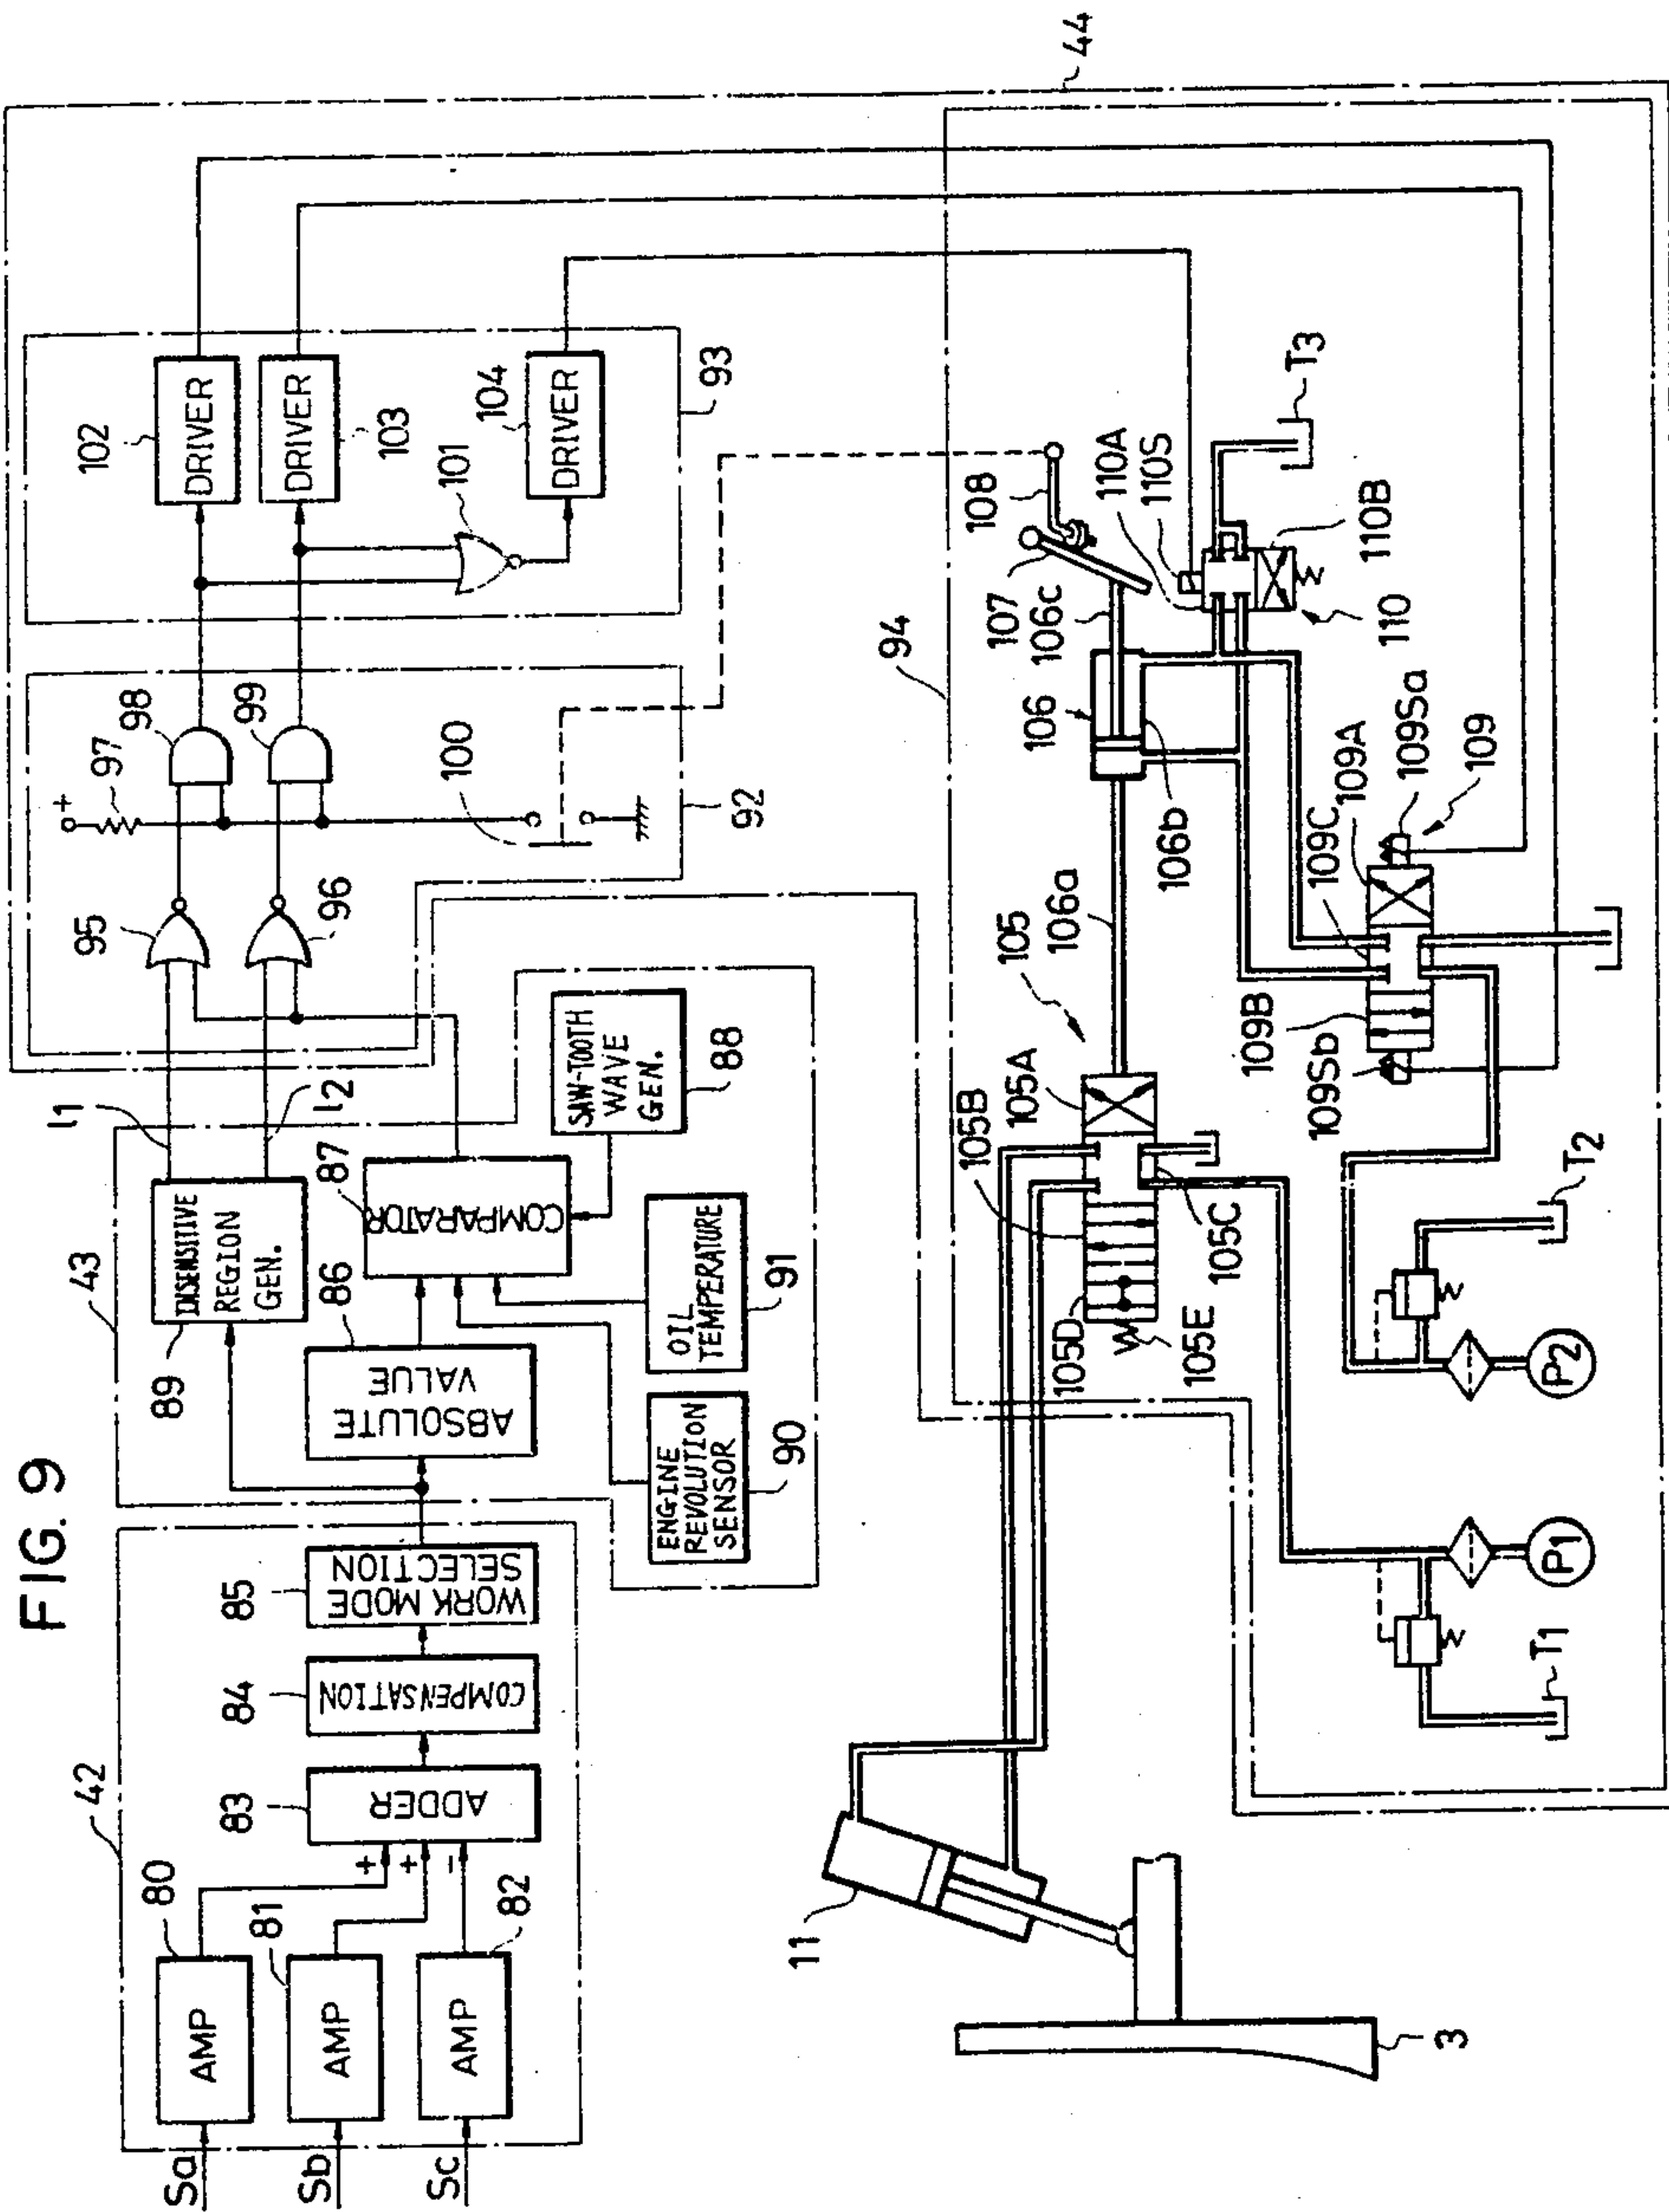 FIG. 9
42
Sa
Sb
Sc
AMP
80
AMP
81
AMP
82
+
+
-
ADDER
83
COMPENSATION
84
WORK MODE
SELECTION
85
43
DISENSITIVE
REGION
GEN.
89
l1
l2
ABSOLUTE
VALUE
86
COMPARATOR
87
SAW-TOOTH
WAVE
GEN.
88
ENGINE
REVOLUTION
SENSOR
90
OIL
TEMPERATURE
91
44
92
95
96
+
97
98
99
100
93
102
DRIVER
DRIVER
103
101
104
DRIVER
94
11
3
105
105A
105B
105C
105D
105E
106
106a
106b
106c
107
108
109
109A
109B
109C
109Sa
109Sb
110
110A
110S
110B
T1
T2
T3
P1
P2